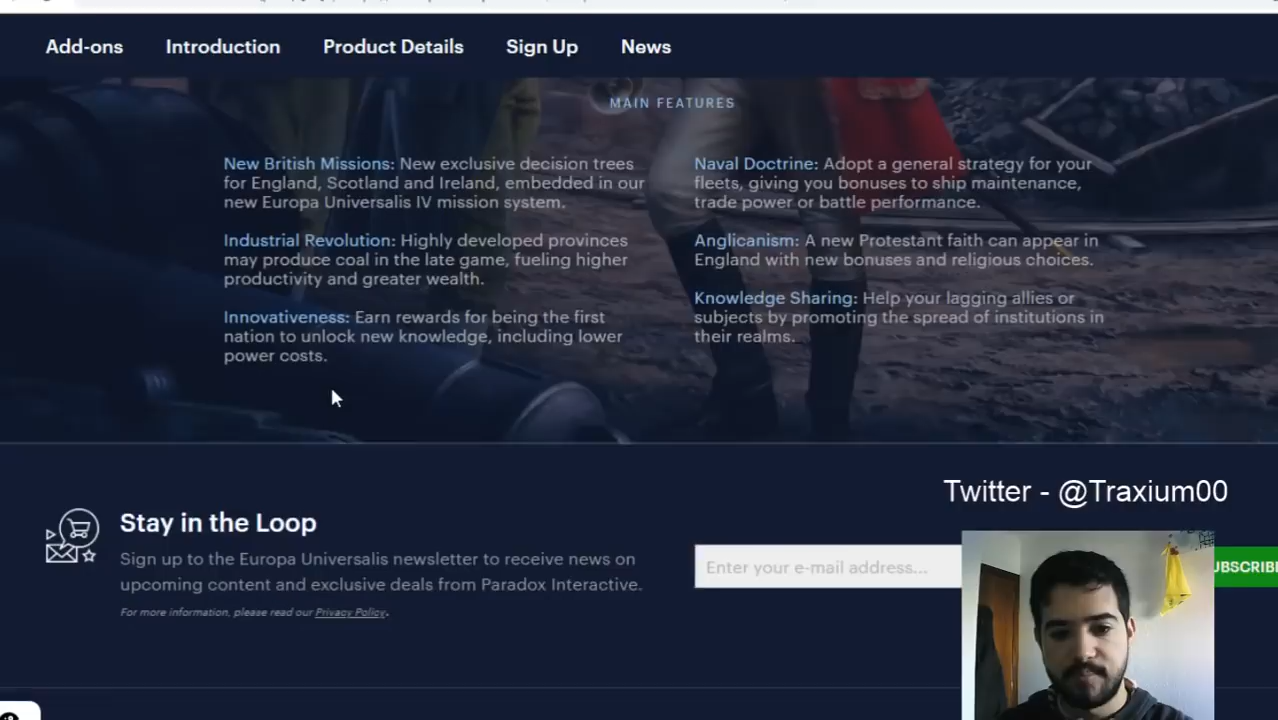 Add-ons Introduction Product Details Sign Up News
MAIN FEATURES
New British Missions: New exclusive decision trees
for England, Scotland and Ireland, embedded in our
new Europa Universalis IV mission system.
Industrial Revolution: Highly developed provinces
may produce coal in the late game, fueling higher
productivity and greater wealth.
Innovativeness: Earn rewards for being the first
nation to unlock new knowledge, including lower
power costs.
Naval Doctrine: Adopt a general strategy for your
fleets, giving you bonuses to ship maintenance,
trade power or battle performance.
Anglicanism: A new Protestant faith can appear in
England with new bonuses and religious choices.
Knowledge Sharing: Help your lagging allies or
subjects by promoting the spread of institutions in
their realms.
Twitter - @Traxium00
Stay in the Loop
Sign up to the Europa Universalis newsletter to receive news on
upcoming content and exclusive deals from Paradox Interactive.
For more information, please read our Privacy Policy.
Enter your e-mail address...
UBSCRIBE